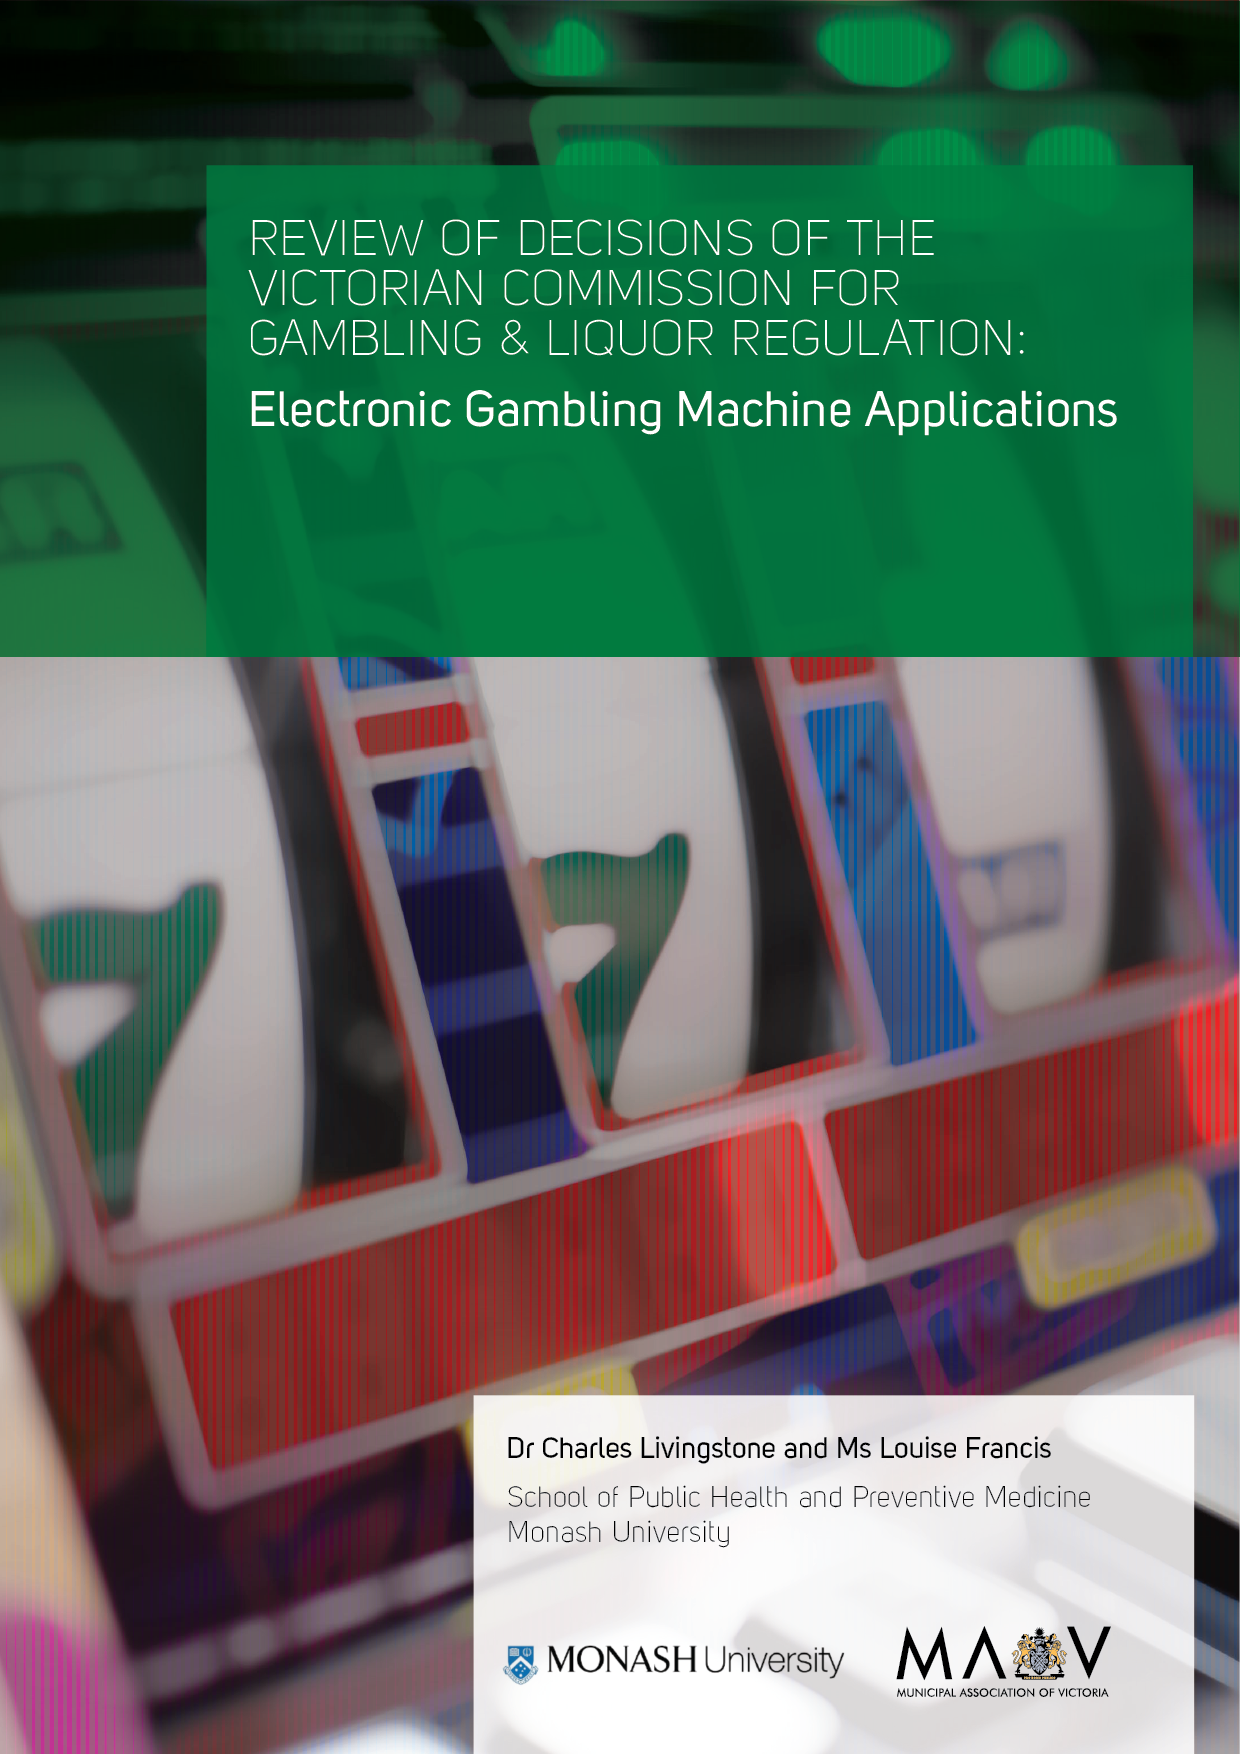 REVIEW OF DECISIONS OF THE
VICTORIAN COMMISSION FOR
GAMBLING & LIQUOR REGULATION:
Electronic Gambling Machine Applications
Dr Charles Livingstone and Ms Louise Francis
School of Public Health and Preventive Medicine
Monash University
MONASH University
MAV
MUNICIPAL ASSOCIATION OF VICTORIA